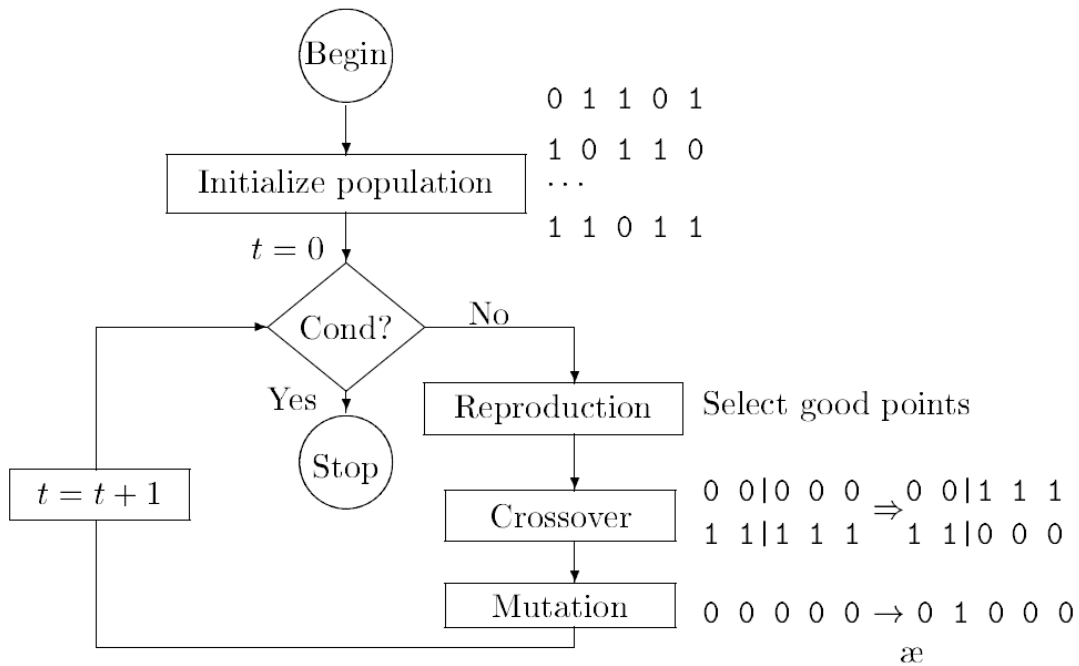 Begin
0 1 1 0 1
1 0 1 1 0
Initialize population
· · ·
1 1 0 1 1
t = 0
Cond?
No
Yes
Reproduction
Select good points
Stop
t = t + 1
Crossover
0 0|0 0 0 ⇒ 0 0|1 1 1
1 1|1 1 1 1 1|0 0 0
Mutation
0 0 0 0 0 → 0 1 0 0 0
æ